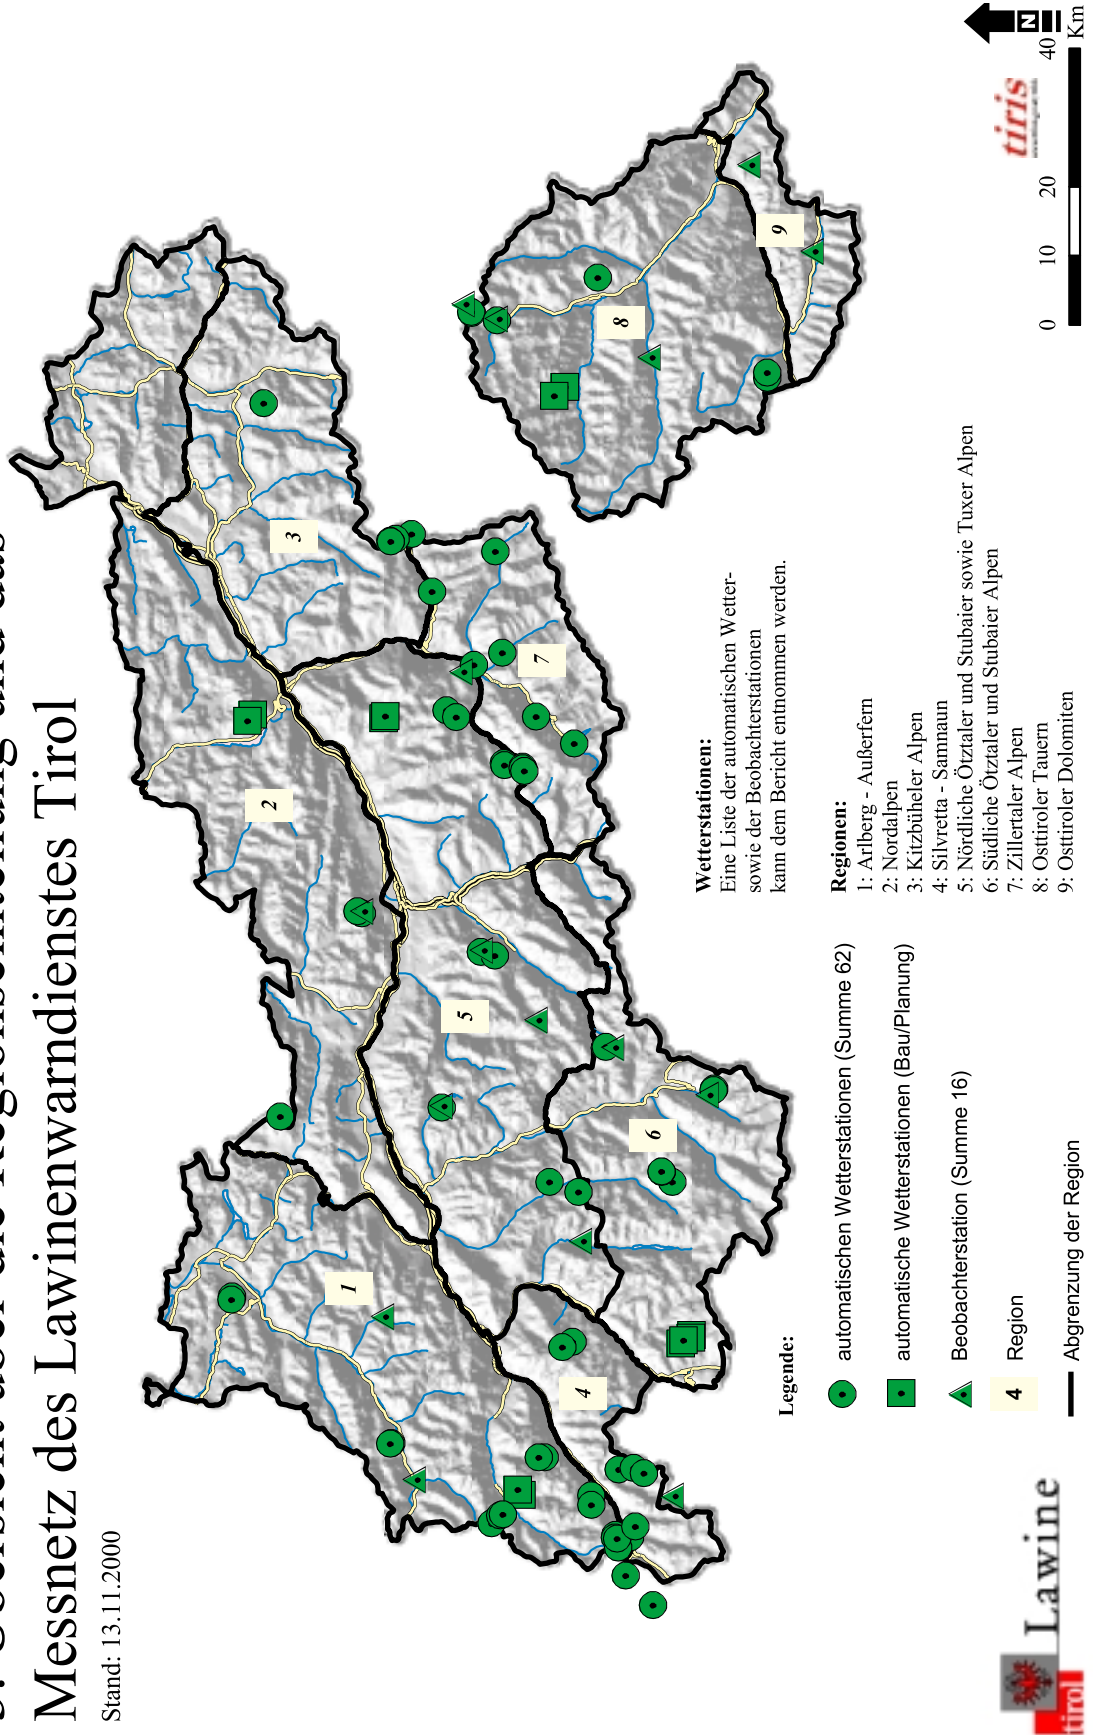 Messnetz des Lawinenwarndienstes Tirol
Stand: 13.11.2000
1
2
3
4
5
6
7
8
9
Wetterstationen:
Eine Liste der automatischen Wetter-
sowie der Beobachterstationen
kann dem Bericht entnommen werden.
Legende:
automatischen Wetterstationen (Summe 62)
automatische Wetterstationen (Bau/Planung)
Beobachterstation (Summe 16)
4 Region
Abgrenzung der Region
Regionen:
1: Arlberg - Außerfern
2: Nordalpen
3: Kitzbüheler Alpen
4: Silvretta - Samnaun
5: Nördliche Ötztaler und Stubaier sowie Tuxer Alpen
6: Südliche Ötztaler und Stubaier Alpen
7: Zillertaler Alpen
8: Osttiroler Tauern
9: Osttiroler Dolomiten
tirol
Lawine
tiris
N
0 10 20 40
Km